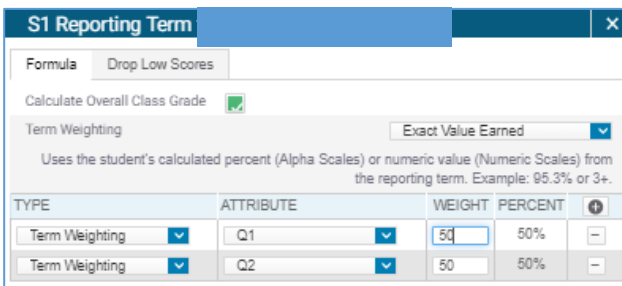 S1 Reporting Term
Formula Drop Low Scores
Calculate Overall Class Grade
Term Weighting Exact Value Earned
Uses the student's calculated percent (Alpha Scales) or numeric value (Numeric Scales) from
the reporting term. Example: 95.3% or 3+.
TYPE ATTRIBUTE WEIGHT PERCENT
Term Weighting Q1 50 50%
Term Weighting Q2 50 50%